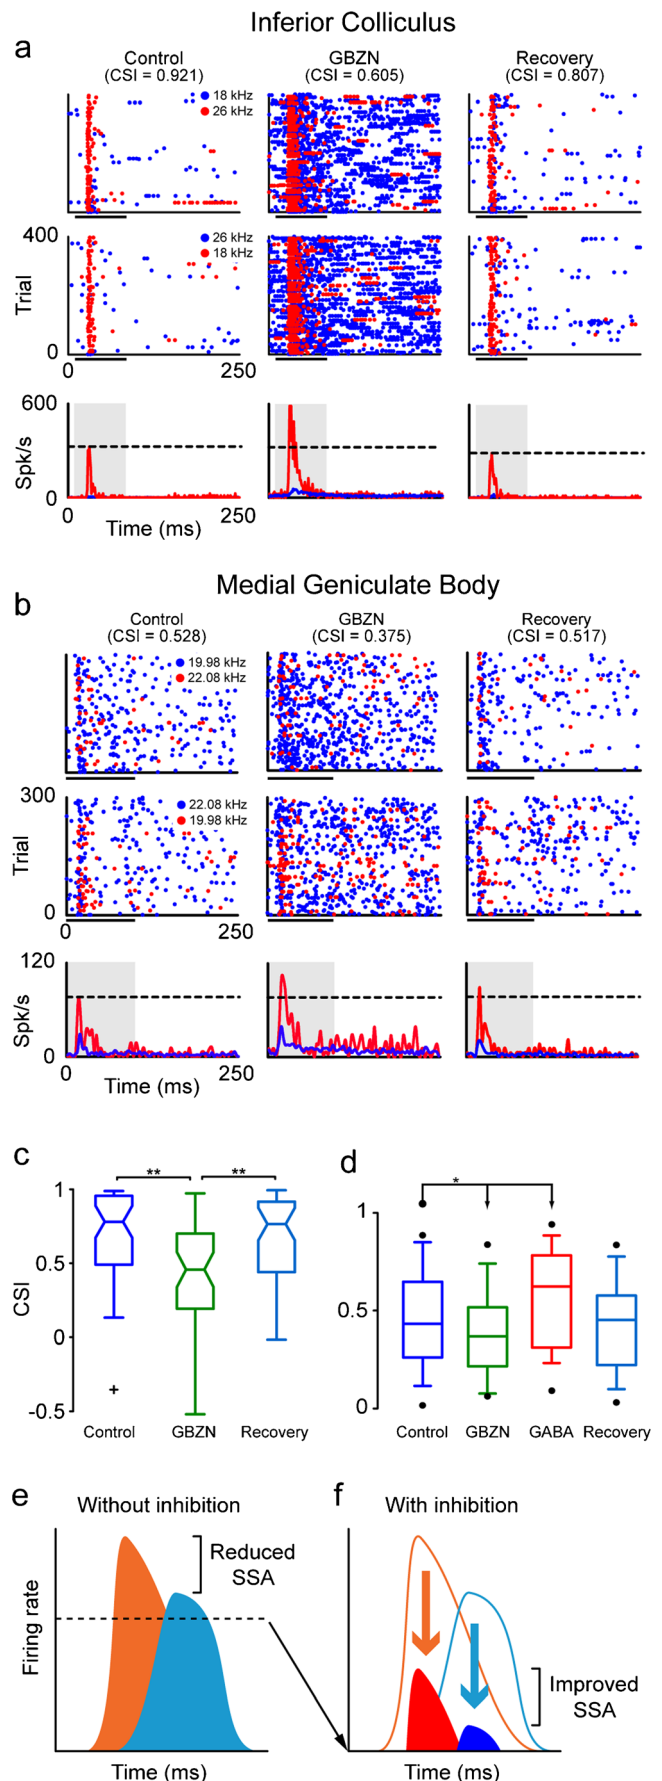 Inferior Colliculus
a
Control
(CSI = 0.921)
GBZN
(CSI = 0.605)
Recovery
(CSI = 0.807)
18 kHz
26 kHz
400
26 kHz
18 kHz
Trial
0
0
250
600
Spk/s
0
0
250
Time (ms)
Medial Geniculate Body
b
Control
(CSI = 0.528)
GBZN
(CSI = 0.375)
Recovery
(CSI = 0.517)
19.98 kHz
22.08 kHz
300
22.08 kHz
19.98 kHz
Trial
0
0
250
120
Spk/s
0
0
250
Time (ms)
c
**
**
1
0.5
CSI
0
-0.5
Control
GBZN
Recovery
d
*
1
0.5
0
Control
GBZN
GABA
Recovery
e
Without inhibition
Reduced
SSA
Firing rate
Time (ms)
f
With inhibition
Improved
SSA
Time (ms)